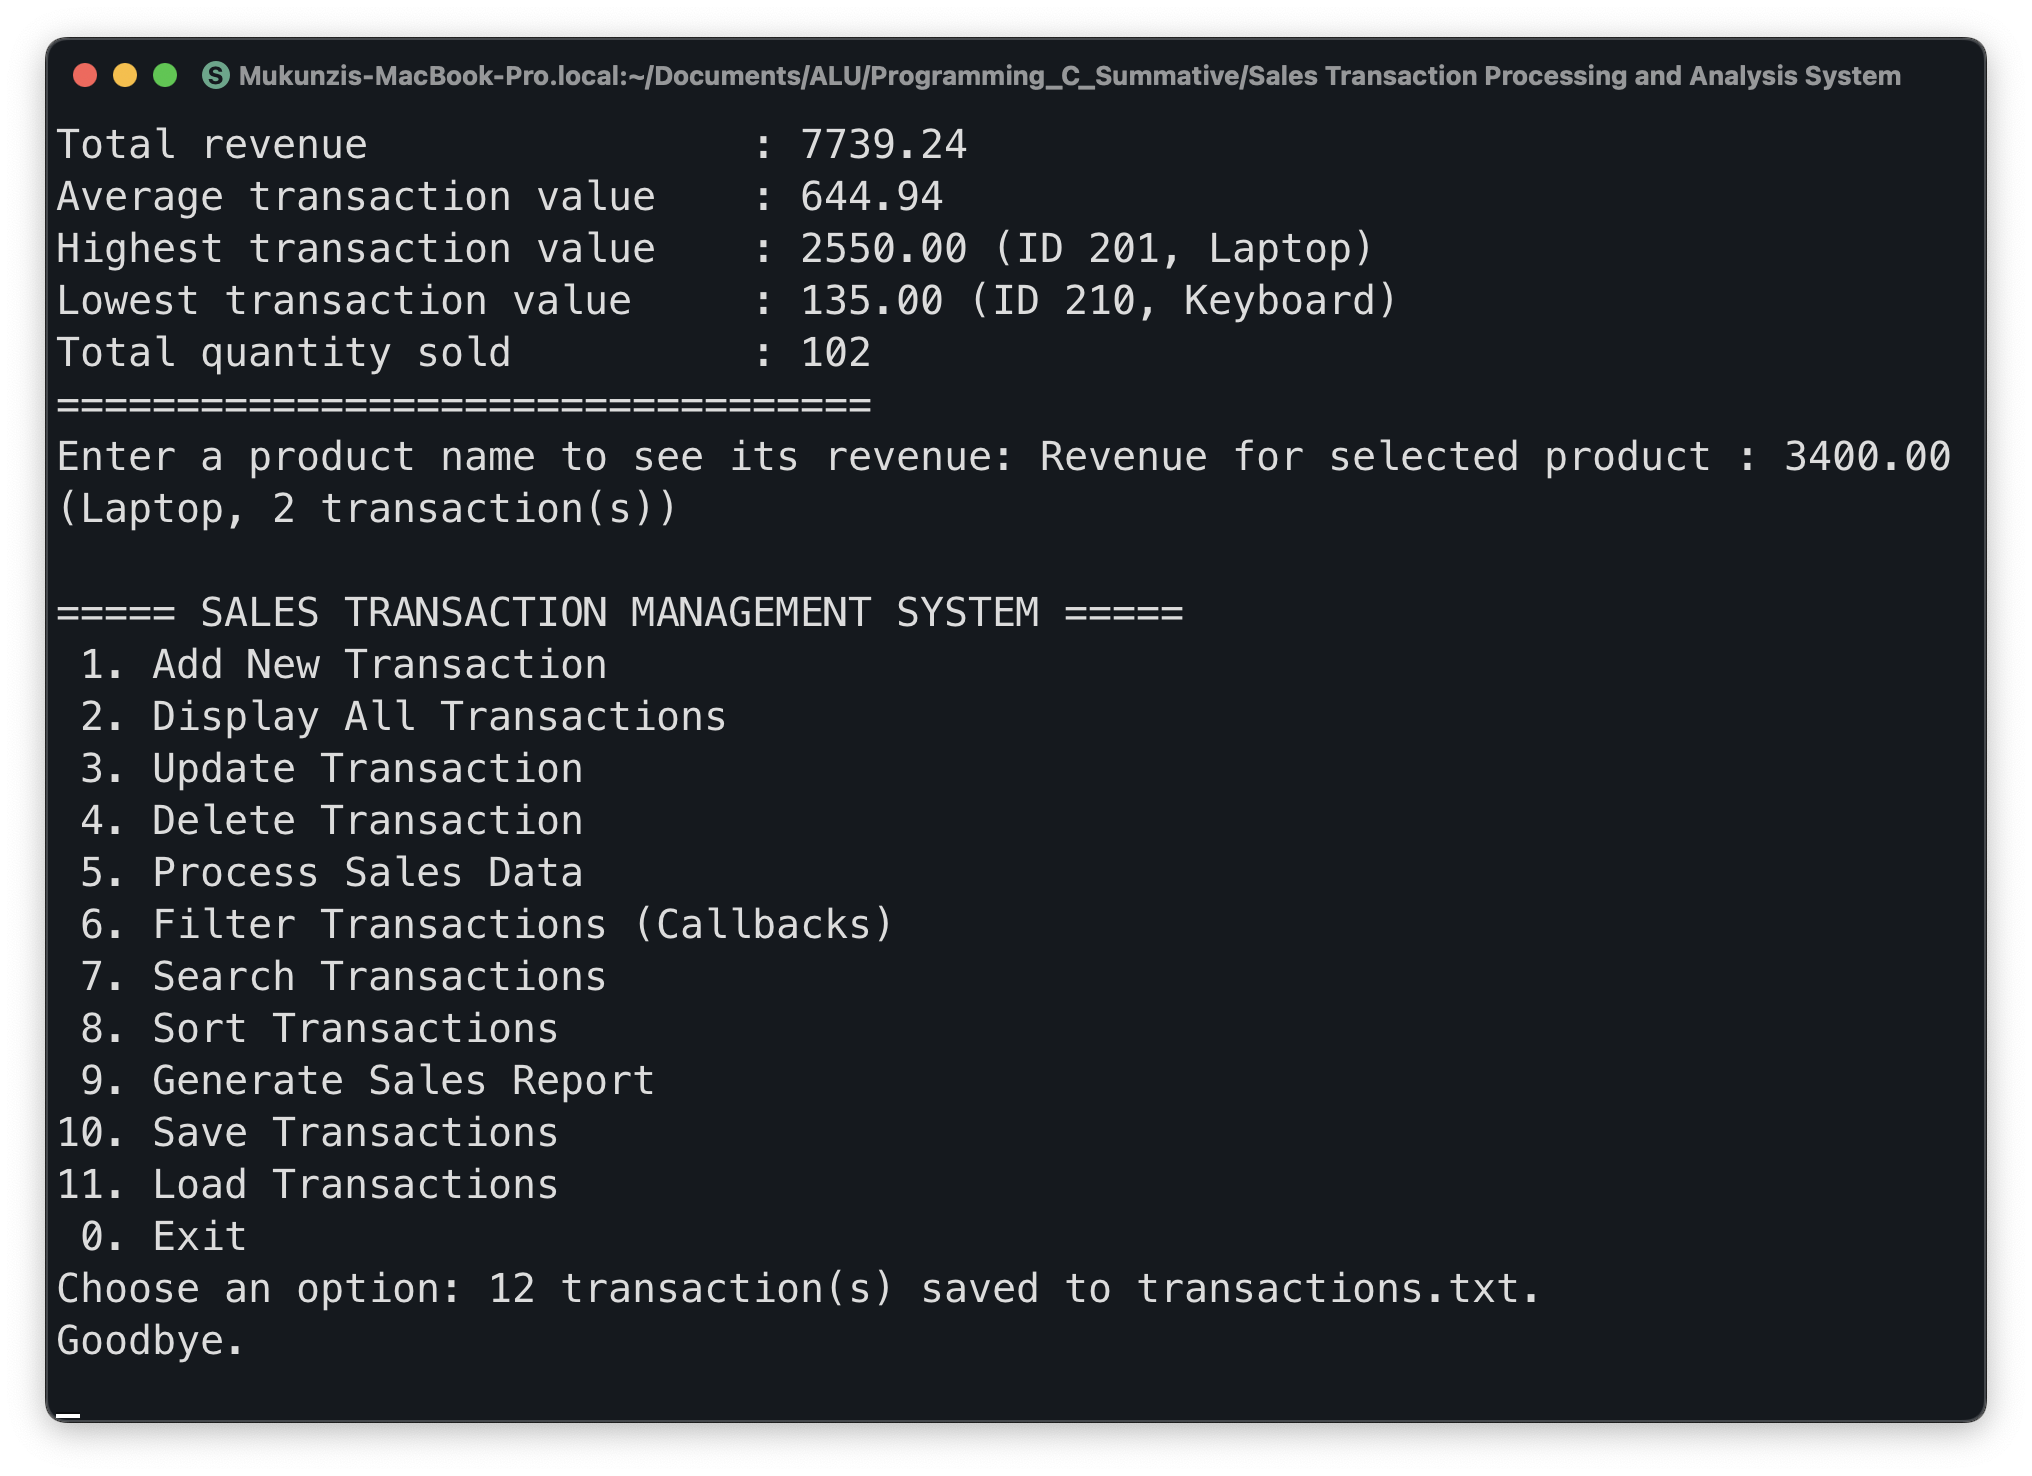 S Mukunzis-MacBook-Pro.local:~/Documents/ALU/Programming_C_Summative/Sales Transaction Processing and Analysis System
Total revenue                : 7739.24
Average transaction value    : 644.94
Highest transaction value    : 2550.00 (ID 201, Laptop)
Lowest transaction value     : 135.00 (ID 210, Keyboard)
Total quantity sold          : 102
==================================
Enter a product name to see its revenue: Revenue for selected product : 3400.00
(Laptop, 2 transaction(s))
===== SALES TRANSACTION MANAGEMENT SYSTEM =====
 1. Add New Transaction
 2. Display All Transactions
 3. Update Transaction
 4. Delete Transaction
 5. Process Sales Data
 6. Filter Transactions (Callbacks)
 7. Search Transactions
 8. Sort Transactions
 9. Generate Sales Report
10. Save Transactions
11. Load Transactions
 0. Exit
Choose an option: 12 transaction(s) saved to transactions.txt.
Goodbye.